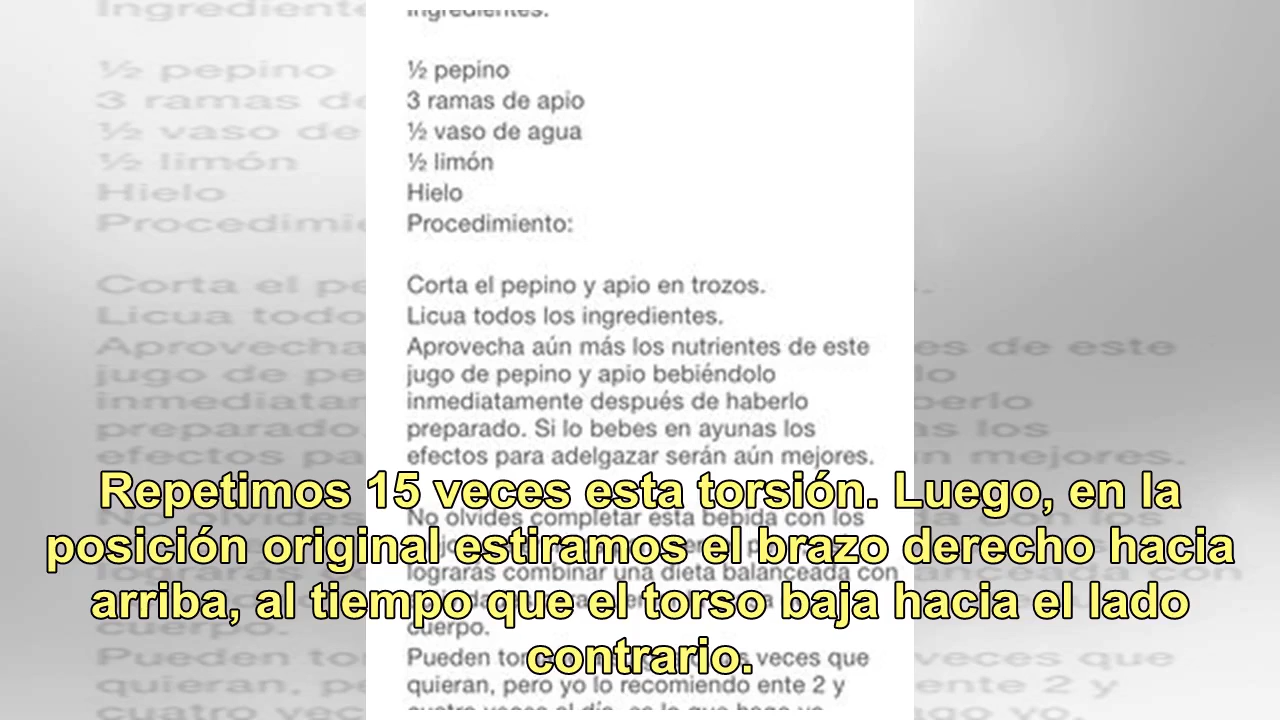 Ingredientes:
½ pepino
3 ramas de apio
½ vaso de agua
½ limón
Hielo
Procedimiento:
Corta el pepino y apio en trozos.
Licua todos los ingredientes.
Aprovecha aún más los nutrientes de este
jugo de pepino y apio bebiéndolo
inmediatamente después de haberlo
preparado. Si lo bebes en ayunas los
efectos para adelgazar serán aún mejores.
No olvides completar esta bebida con los
lograrás combinar una dieta balanceada con
cuerpo.
Pueden veces que
quieran, pero yo lo recomiendo ente 2 y
Repetimos 15 veces esta torsión. Luego, en la
posición original estiramos el brazo derecho hacia
arriba, al tiempo que el torso baja hacia el lado
contrario.